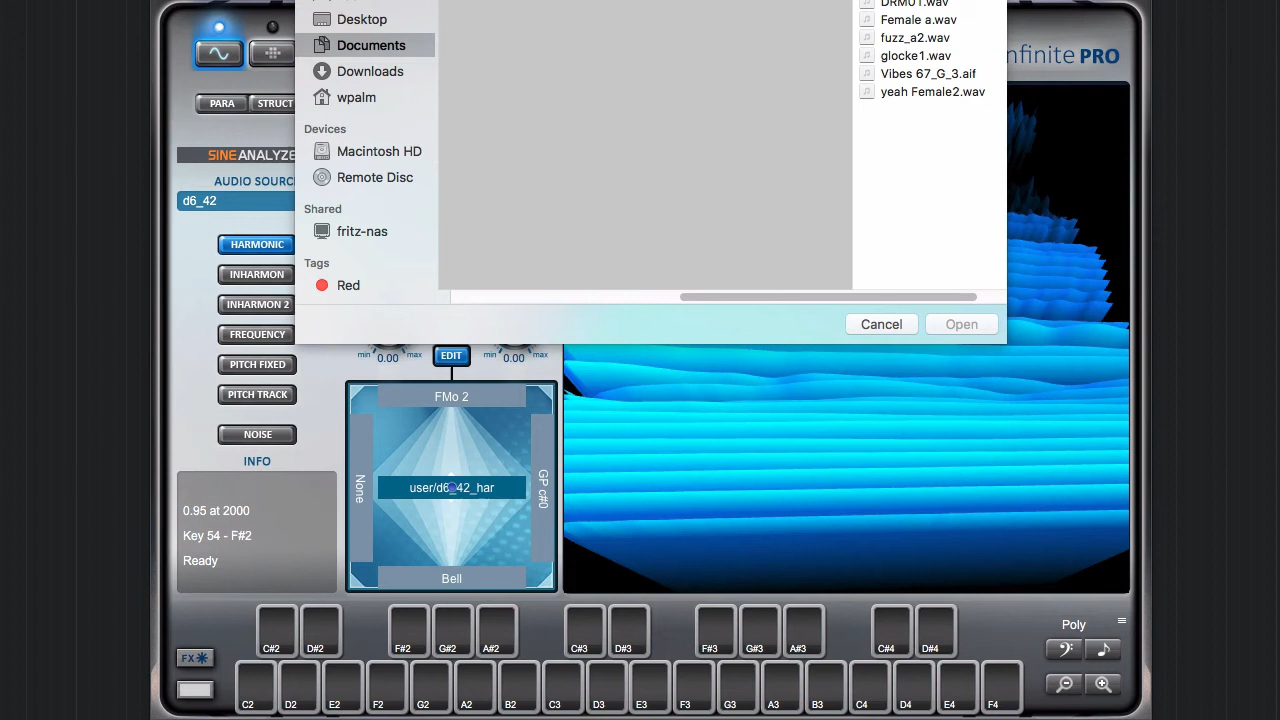 Desktop
Documents
Downloads
wpalm
Devices
Macintosh HD
Remote Disc
Shared
fritz-nas
Tags
Red
DRM01.wav
Female a.wav
fuzz_a2.wav
glocke1.wav
Vibes 67_G_3.aif
yeah Female2.wav
Cancel
Open
nfinite PRO
PARA
STRUCT
SINEANALYZE
AUDIO SOURC
d6_42
HARMONIC
INHARMON
INHARMON 2
FREQUENCY
PITCH FIXED
PITCH TRACK
NOISE
INFO
0.95 at 2000
Key 54 - F#2
Ready
min 0.00 max
EDIT
min 0.00 max
FMo 2
None
user/d6_42_har
GP c#0
Bell
C#2 D#2 F#2 G#2 A#2 C#3 D#3 F#3 G#3 A#3 C#4 D#4
Poly
FX
C2 D2 E2 F2 G2 A2 B2 C3 D3 E3 F3 G3 A3 B3 C4 D4 E4 F4